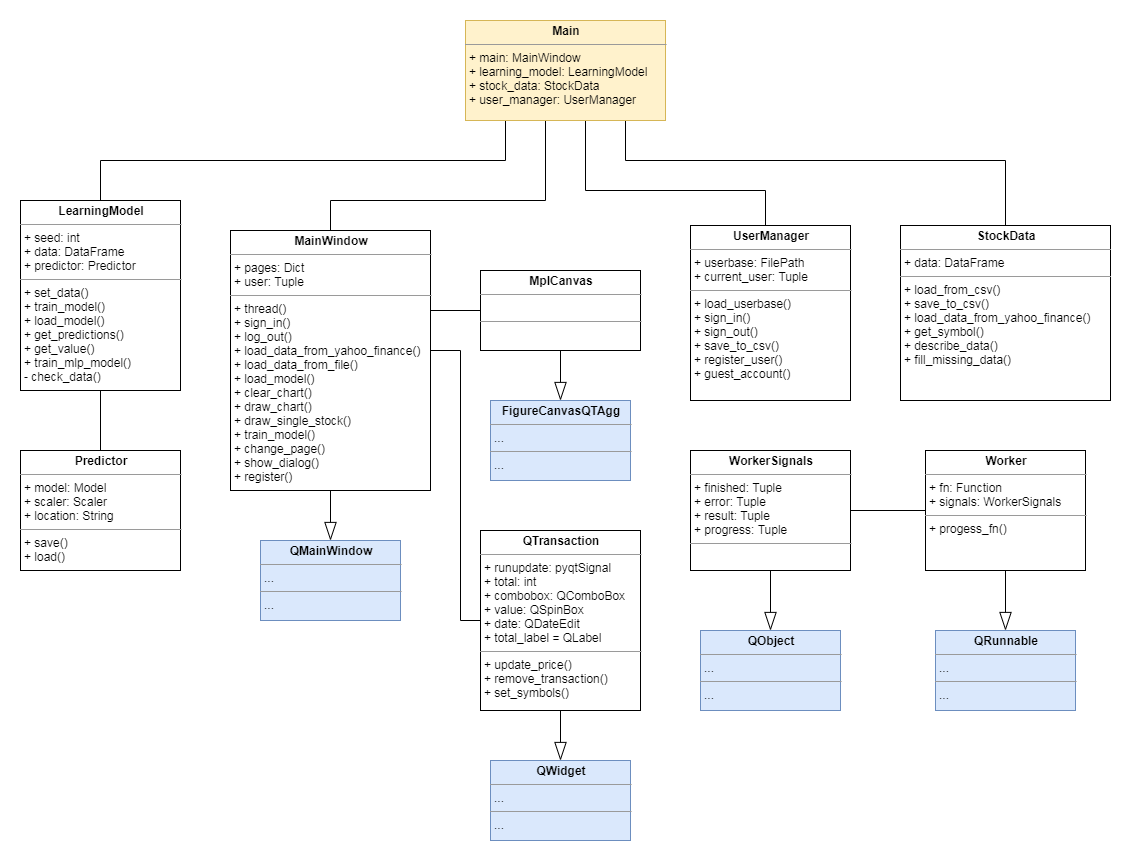 Main
+ main: MainWindow
+ learning_model: LearningModel
+ stock_data: StockData
+ user_manager: UserManager
LearningModel
+ seed: int
+ data: DataFrame
+ predictor: Predictor
+ set_data()
+ train_model()
+ load_model()
+ get_predictions()
+ get_value()
+ train_mlp_model()
- check_data()
MainWindow
+ pages: Dict
+ user: Tuple
+ thread()
+ sign_in()
+ log_out()
+ load_data_from_yahoo_finance()
+ load_data_from_file()
+ load_model()
+ clear_chart()
+ draw_chart()
+ draw_single_stock()
+ train_model()
+ change_page()
+ show_dialog()
+ register()
MplCanvas
UserManager
+ userbase: FilePath
+ current_user: Tuple
+ load_userbase()
+ sign_in()
+ sign_out()
+ save_to_csv()
+ register_user()
+ guest_account()
StockData
+ data: DataFrame
+ load_from_csv()
+ save_to_csv()
+ load_data_from_yahoo_finance()
+ get_symbol()
+ describe_data()
+ fill_missing_data()
FigureCanvasQTAgg
...
...
Predictor
+ model: Model
+ scaler: Scaler
+ location: String
+ save()
+ load()
WorkerSignals
+ finished: Tuple
+ error: Tuple
+ result: Tuple
+ progress: Tuple
Worker
+ fn: Function
+ signals: WorkerSignals
+ progess_fn()
QMainWindow
...
...
QTransaction
+ runupdate: pyqtSignal
+ total: int
+ combobox: QComboBox
+ value: QSpinBox
+ date: QDateEdit
+ total_label = QLabel
+ update_price()
+ remove_transaction()
+ set_symbols()
QObject
...
...
QRunnable
...
...
QWidget
...
...